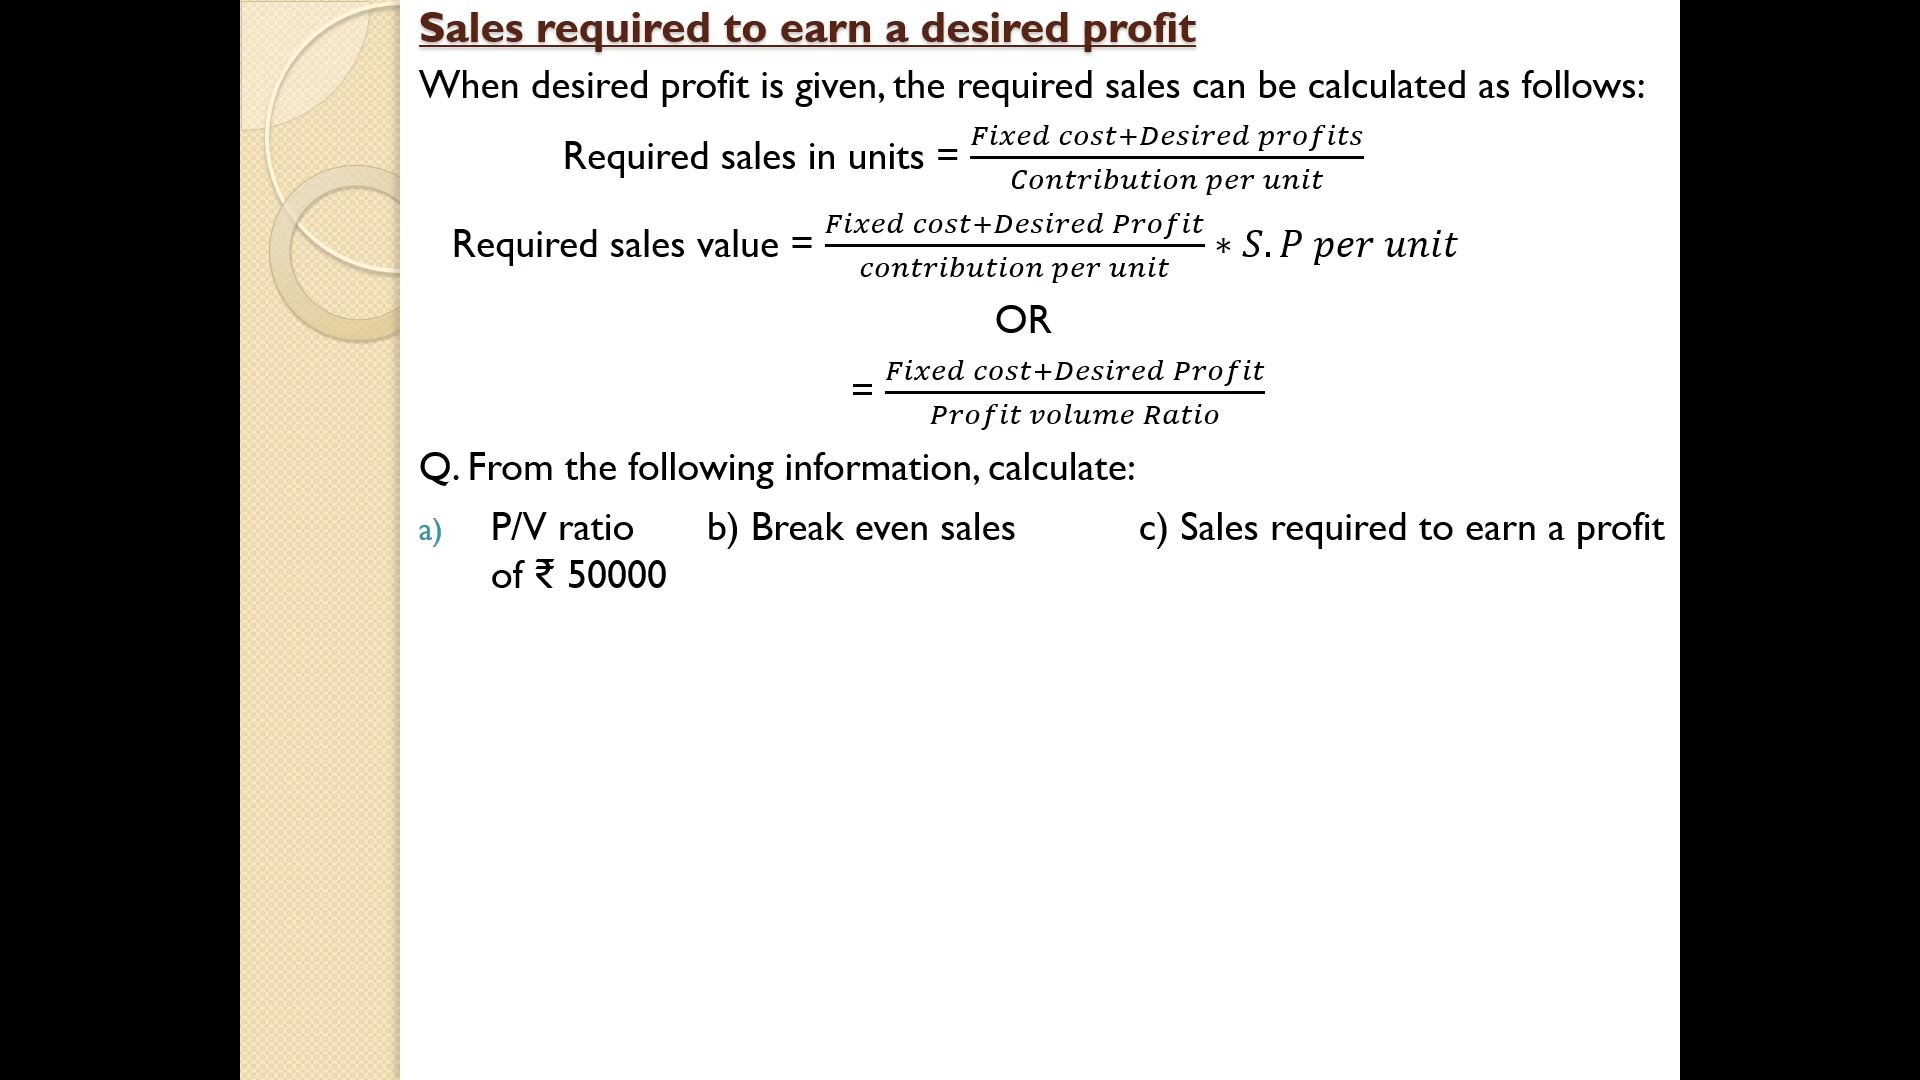 Sales required to earn a desired profit
When desired profit is given, the required sales can be calculated as follows:
Required sales in units = Fixed cost+Desired profits / Contribution per unit
Required sales value = Fixed cost+Desired Profit / contribution per unit * S.P per unit
OR
= Fixed cost+Desired Profit / Profit volume Ratio
Q. From the following information, calculate:
a) P/V ratio b) Break even sales c) Sales required to earn a profit
of ₹ 50000